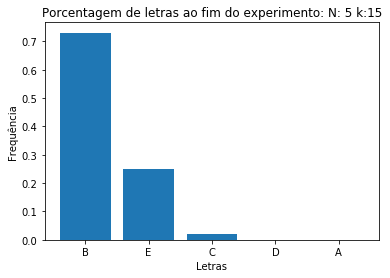 Porcentagem de letras ao fim do experimento: N: 5 k:15
0.7
0.6
0.5
0.4
0.3
0.2
0.1
0.0
Frequência
B E C D A
Letras